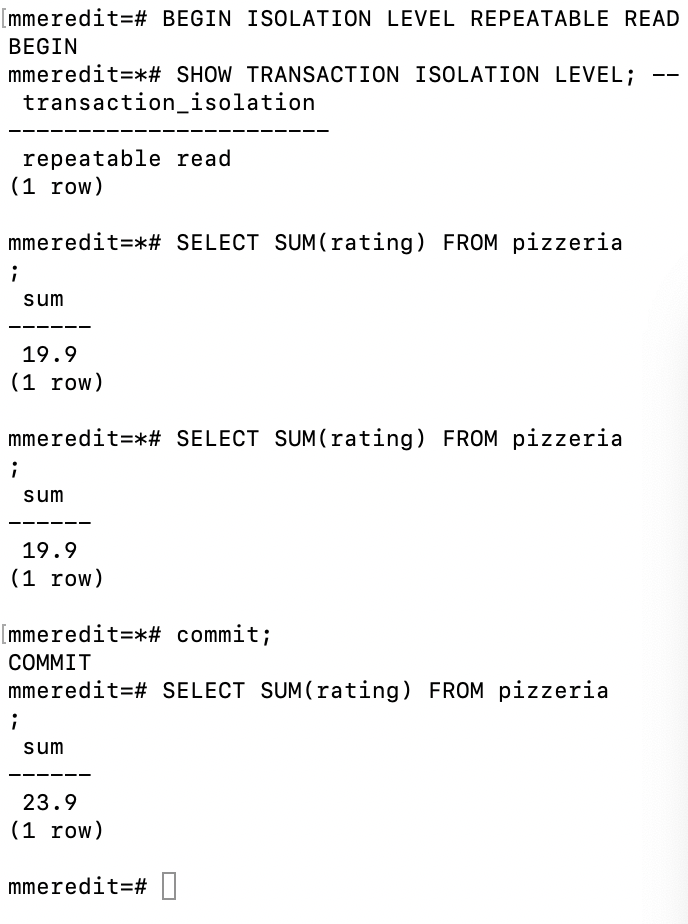 mmeredit=# BEGIN ISOLATION LEVEL REPEATABLE READ
BEGIN
mmeredit=*# SHOW TRANSACTION ISOLATION LEVEL; --
transaction_isolation
-----------------------
repeatable read
(1 row)
mmeredit=*# SELECT SUM(rating) FROM pizzeria
;
sum
------
19.9
(1 row)
mmeredit=*# SELECT SUM(rating) FROM pizzeria
;
sum
------
19.9
(1 row)
mmeredit=*# commit;
COMMIT
mmeredit=# SELECT SUM(rating) FROM pizzeria
;
sum
------
23.9
(1 row)
mmeredit=#